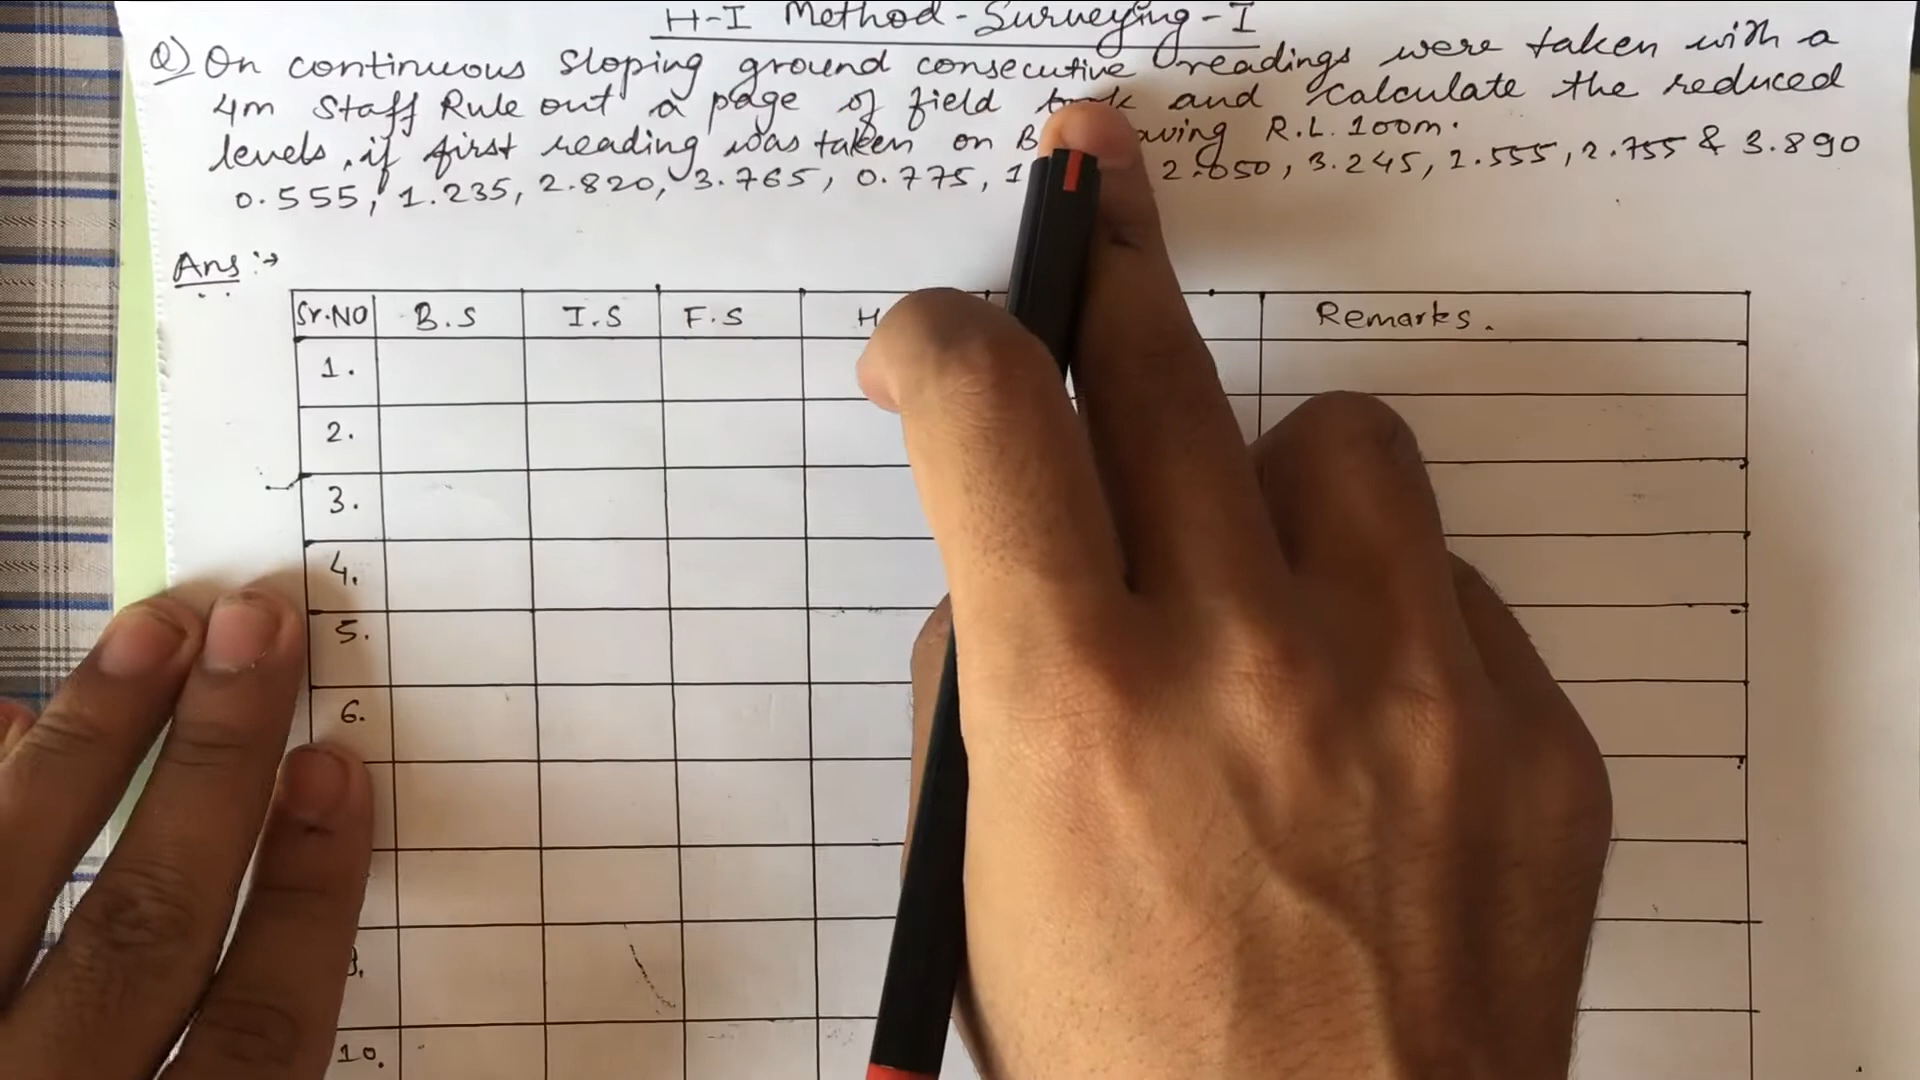 H-I Method - Surveying - I
Q) On continuous sloping ground consecutive readings were taken with a
4m Staff Rule out a page of field and calculate the reduced
levels, if first reading was taken on R.L. 100m.
0.555, 1.235, 2.820, 3.765, 0.775, 3.245, 1.555, 2.755 & 3.890
Ans :→
Sr.NO B.S I.S F.S Remarks.
1.
2.
3.
4.
5.
6.
10.